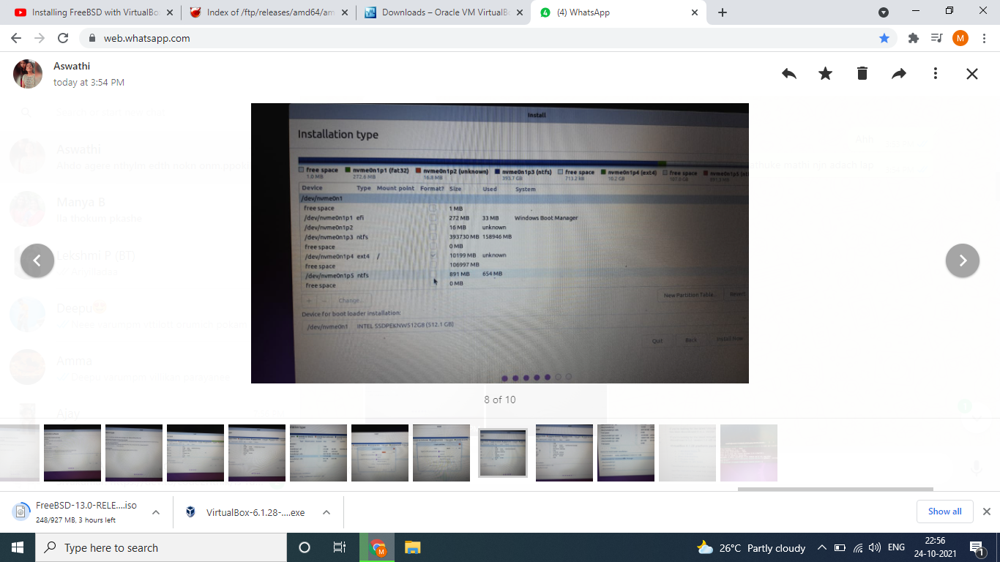 Installing FreeBSD with VirtualBo
Index of /ftp/releases/amd64/am
Downloads – Oracle VM VirtualB
(4) WhatsApp
web.whatsapp.com
M
Aswathi
today at 3:54 PM
Install
Installation type
free space nvme0n1p1 (fat32) nvme0n1p2 (unknown) nvme0n1p3 (ntfs) free space nvme0n1p4 (ext4) free space
1.0 MB 272.6 MB 16.8 MB 393.7 GB 713.2 kB 10.2 GB
Device Type Mount point Format? Size Used System
/dev/nvme0n1
free space 1 MB
/dev/nvme0n1p1 efi 272 MB 33 MB Windows Boot Manager
/dev/nvme0n1p2 16 MB unknown
/dev/nvme0n1p3 ntfs 393730 MB 158946 MB
free space 0 MB
/dev/nvme0n1p4 ext4 / 10199 MB unknown
free space 106997 MB
/dev/nvme0n1p5 ntfs 891 MB 654 MB
free space 0 MB
+ − Change...
New Partition Table... Revert
Device for boot loader installation:
/dev/nvme0n1 INTEL SSDPEKNW512G8 (512.1 GB)
Quit Back Install Now
Aswathi
Manya B
Lekshmi P (BT)
Deepu
Amma
Ajay
8 of 10
FreeBSD-13.0-RELE....iso
248/927 MB, 3 hours left
VirtualBox-6.1.28-....exe
Show all
Type here to search
M
26°C Partly cloudy
ENG
22:56
24-10-2021
1